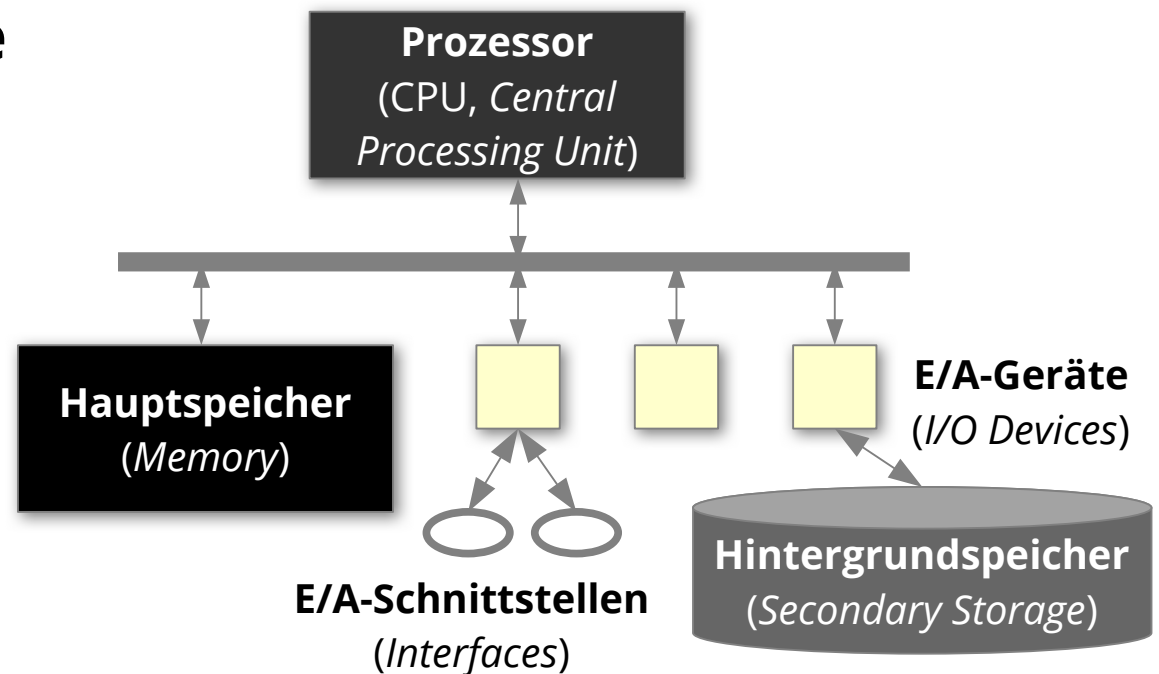 e
Prozessor
(CPU, Central
Processing Unit)
Hauptspeicher
(Memory)
E/A-Geräte
(I/O Devices)
E/A-Schnittstellen
(Interfaces)
Hintergrundspeicher
(Secondary Storage)